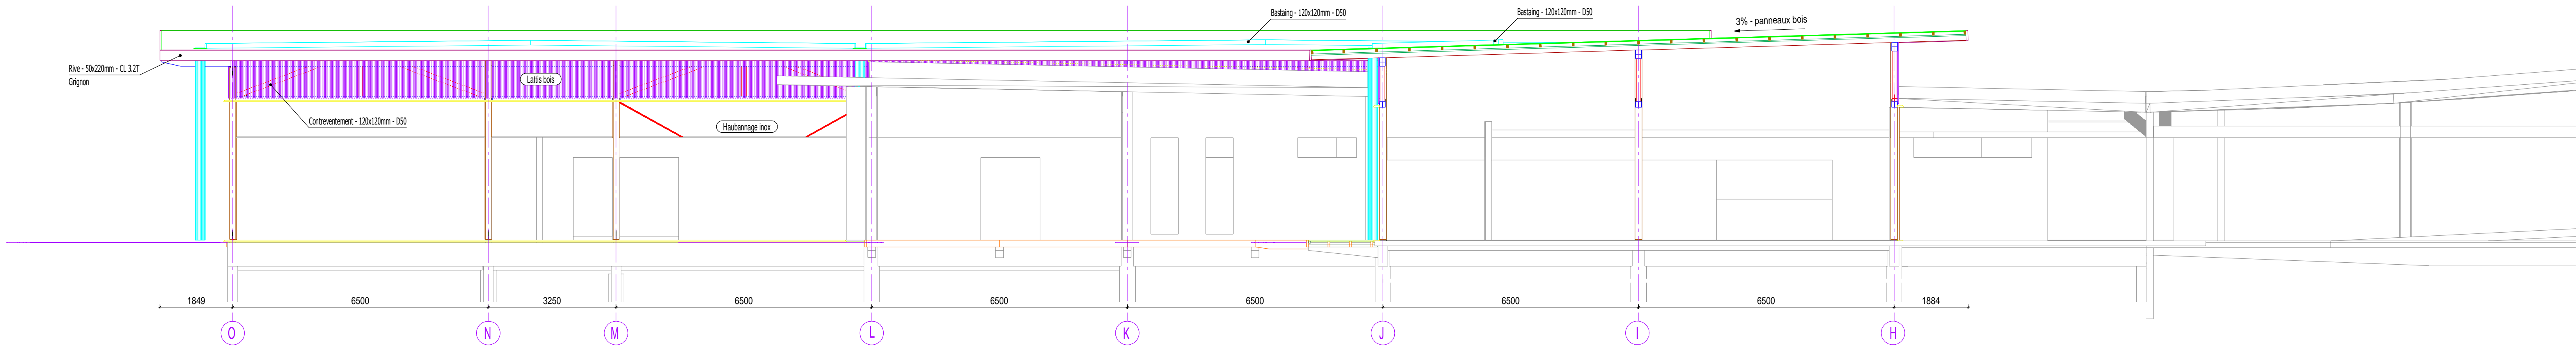 Bastaing - 120x120mm - D50
Bastaing - 120x120mm - D50
3% - panneaux bois
Rive - 50x220mm - CL 3.2T
Grignon
Lattis bois
Contreventement - 120x120mm - D50
Haubannage inox
1849
6500
3250
6500
6500
6500
6500
6500
1884
O
N
M
L
K
J
I
H